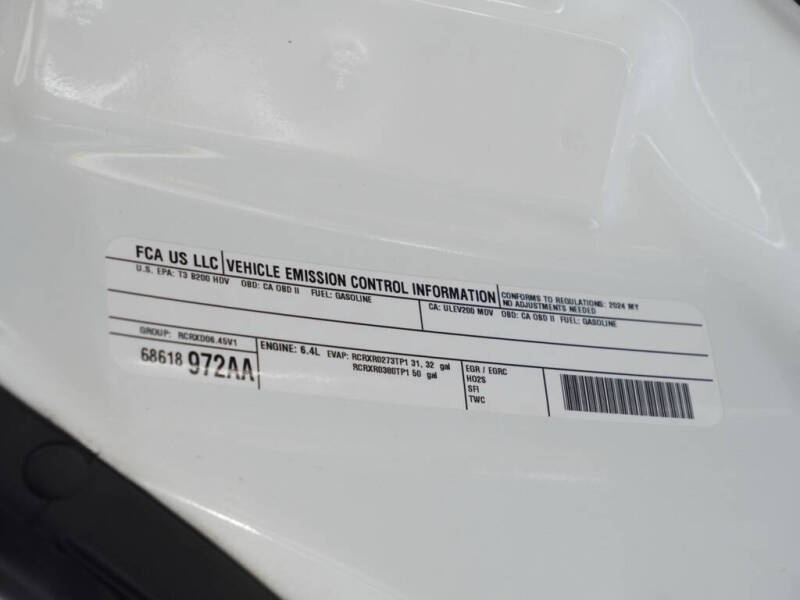 FCA US LLC VEHICLE EMISSION CONTROL INFORMATION
CONFORMS TO REGULATIONS: 2024 MY
NO ADJUSTMENTS NEEDED
U.S. EPA: T3 B200 HDV OBD: CA OBD II FUEL: GASOLINE
CA: ULEV200 MDV OBD: CA OBD II FUEL: GASOLINE
GROUP: RCRXD06.45V1
68618 972AA
ENGINE: 6.4L EVAP: RCRXR0273TP1 31, 32 gal
RCRXR0380TP1 50 gal
EGR / EGRC
HO2S
SFI
TWC